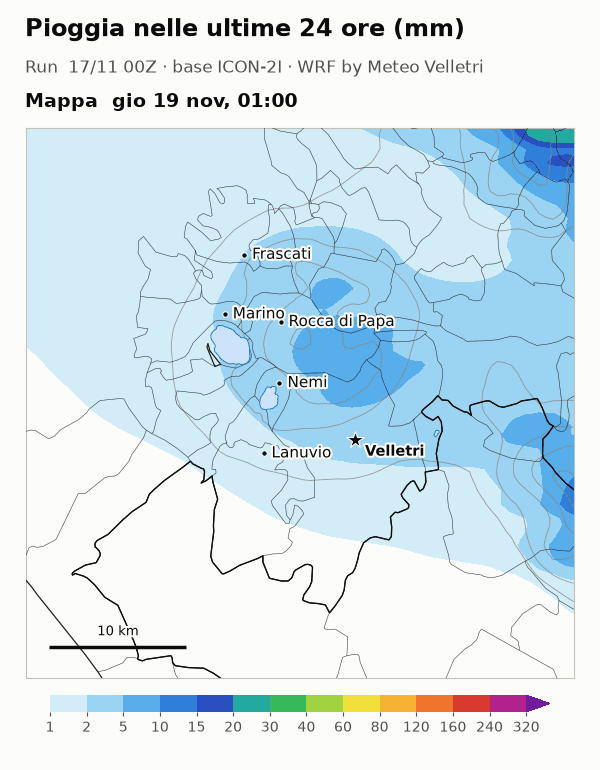 Pioggia nelle ultime 24 ore (mm)
Run 17/11 00Z · base ICON-2I · WRF by Meteo Velletri
Mappa gio 19 nov, 01:00
Frascati
Marino
Rocca di Papa
Nemi
Velletri
Lanuvio
10 km
1 2 5 10 15 20 30 40 60 80 120 160 240 320